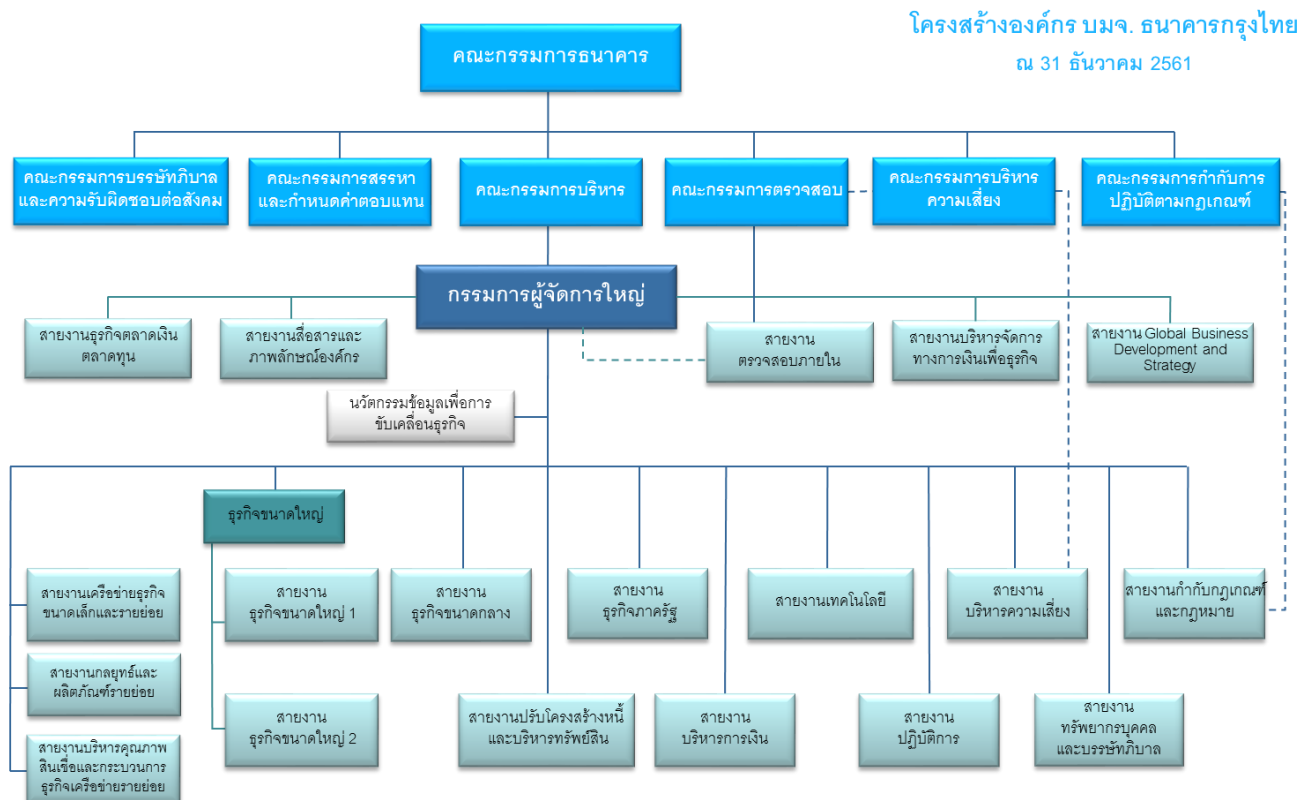 โครงสร้างองค์กร บมจ. ธนาคารกรุงไทย
ณ 31 ธันวาคม 2561
คณะกรรมการธนาคาร
คณะกรรมการบรรษัทภิบาล
และความรับผิดชอบต่อสังคม
คณะกรรมการสรรหา
และกำหนดค่าตอบแทน
คณะกรรมการบริหาร
คณะกรรมการตรวจสอบ
คณะกรรมการบริหาร
ความเสี่ยง
คณะกรรมการกำกับการ
ปฏิบัติตามกฎเกณฑ์
กรรมการผู้จัดการใหญ่
สายงานธุรกิจตลาดเงิน
ตลาดทุน
สายงานสื่อสารและ
ภาพลักษณ์องค์กร
สายงาน
ตรวจสอบภายใน
สายงานบริหารจัดการ
ทางการเงินเพื่อธุรกิจ
สายงาน Global Business
Development and
Strategy
นวัตกรรมข้อมูลเพื่อการ
ขับเคลื่อนธุรกิจ
ธุรกิจขนาดใหญ่
สายงานเครือข่ายธุรกิจ
ขนาดเล็กและรายย่อย
สายงาน
ธุรกิจขนาดใหญ่ 1
สายงาน
ธุรกิจขนาดกลาง
สายงาน
ธุรกิจภาครัฐ
สายงานเทคโนโลยี
สายงาน
บริหารความเสี่ยง
สายงานกำกับกฎเกณฑ์
และกฎหมาย
สายงานกลยุทธ์และ
ผลิตภัณฑ์รายย่อย
สายงาน
ธุรกิจขนาดใหญ่ 2
สายงานปรับโครงสร้างหนี้
และบริหารทรัพย์สิน
สายงาน
บริหารการเงิน
สายงาน
ปฏิบัติการ
สายงาน
ทรัพยากรบุคคล
และบรรษัทภิบาล
สายงานบริหารคุณภาพ
สินเชื่อและกระบวนการ
ธุรกิจเครือข่ายรายย่อย